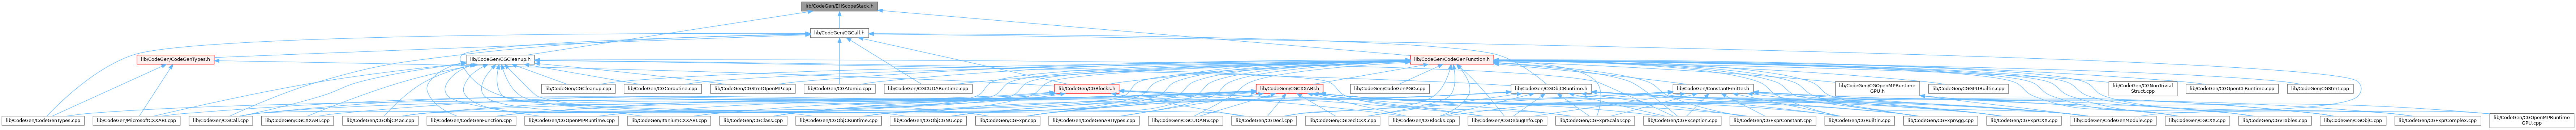 lib/CodeGen/EHScopeStack.h
lib/CodeGen/CGCall.h
lib/CodeGen/CodeGenTypes.h
lib/CodeGen/CGCleanup.h
lib/CodeGen/CodeGenFunction.h
lib/CodeGen/CGCleanup.cpp
lib/CodeGen/CGCoroutine.cpp
lib/CodeGen/CGStmtOpenMP.cpp
lib/CodeGen/CGAtomic.cpp
lib/CodeGen/CGCUDARuntime.cpp
lib/CodeGen/CGBlocks.h
lib/CodeGen/CGCXXABI.h
lib/CodeGen/CodeGenPGO.cpp
lib/CodeGen/CGObjCRuntime.h
lib/CodeGen/ConstantEmitter.h
lib/CodeGen/CGOpenMPRuntime
GPU.h
lib/CodeGen/CGGPUBuiltin.cpp
lib/CodeGen/CGNonTrivial
Struct.cpp
lib/CodeGen/CGOpenCLRuntime.cpp
lib/CodeGen/CGStmt.cpp
lib/CodeGen/CodeGenTypes.cpp
lib/CodeGen/MicrosoftCXXABI.cpp
lib/CodeGen/CGCall.cpp
lib/CodeGen/CGCXXABI.cpp
lib/CodeGen/CGObjCMac.cpp
lib/CodeGen/CodeGenFunction.cpp
lib/CodeGen/CGOpenMPRuntime.cpp
lib/CodeGen/ItaniumCXXABI.cpp
lib/CodeGen/CGClass.cpp
lib/CodeGen/CGObjCRuntime.cpp
lib/CodeGen/CGObjCGNU.cpp
lib/CodeGen/CGExpr.cpp
lib/CodeGen/CodeGenABITypes.cpp
lib/CodeGen/CGCUDANV.cpp
lib/CodeGen/CGDecl.cpp
lib/CodeGen/CGDeclCXX.cpp
lib/CodeGen/CGBlocks.cpp
lib/CodeGen/CGDebugInfo.cpp
lib/CodeGen/CGExprScalar.cpp
lib/CodeGen/CGException.cpp
lib/CodeGen/CGExprConstant.cpp
lib/CodeGen/CGBuiltin.cpp
lib/CodeGen/CGExprAgg.cpp
lib/CodeGen/CGExprCXX.cpp
lib/CodeGen/CodeGenModule.cpp
lib/CodeGen/CGCXX.cpp
lib/CodeGen/CGVTables.cpp
lib/CodeGen/CGObjC.cpp
lib/CodeGen/CGExprComplex.cpp
lib/CodeGen/CGOpenMPRuntime
GPU.cpp